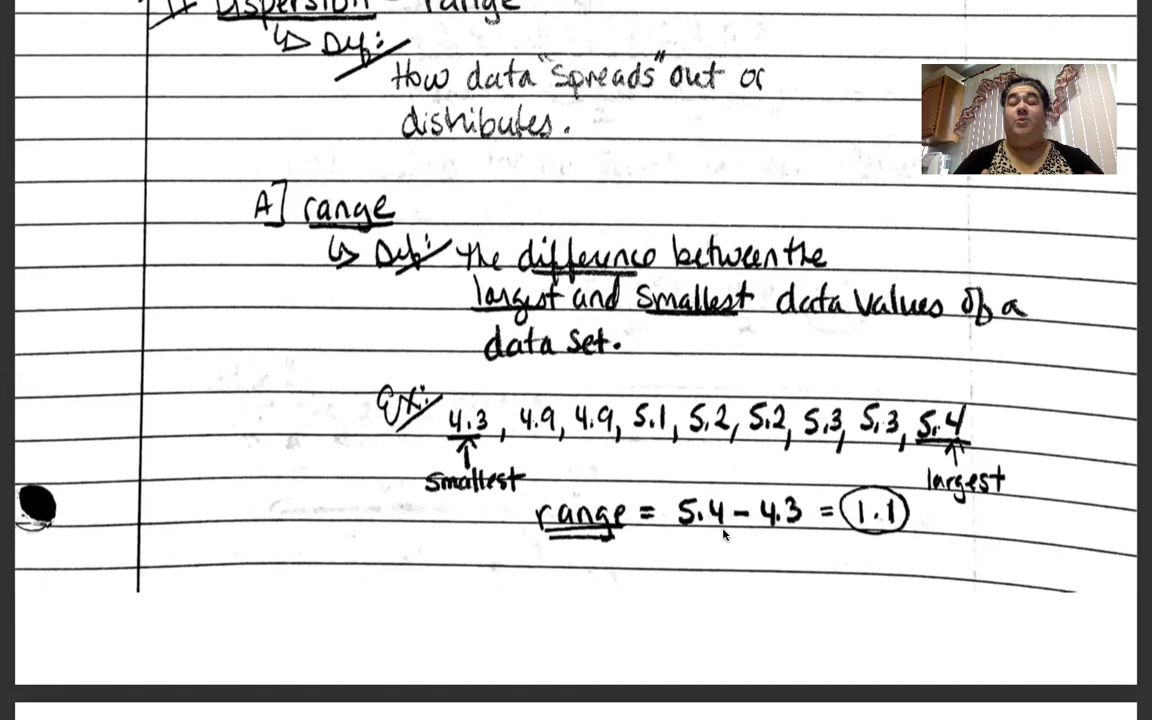 Dispersion - range
↳ Def:
How data "spreads" out or
distributes.
A] range
↳ Def: the difference between the
largest and smallest data values of a
data set.
Ex: 4.3, 4.9, 4.9, 5.1, 5.2, 5.2, 5.3, 5.3, 5.4
smallest largest
range = 5.4 - 4.3 = 1.1